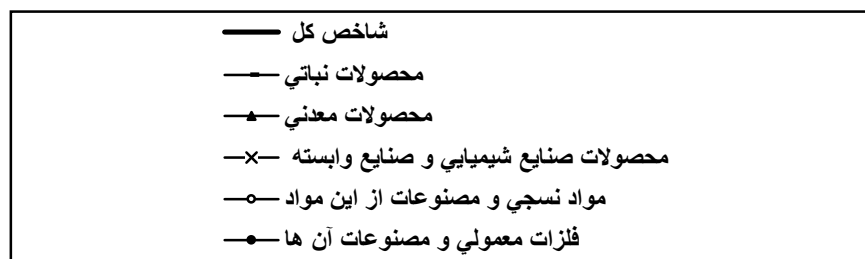 شاخص کل
محصولات نباتي
محصولات معدني
محصولات صنايع شيميايي و صنايع وابسته
مواد نسجي و مصنوعات از اين مواد
فلزات معمولي و مصنوعات آن ها